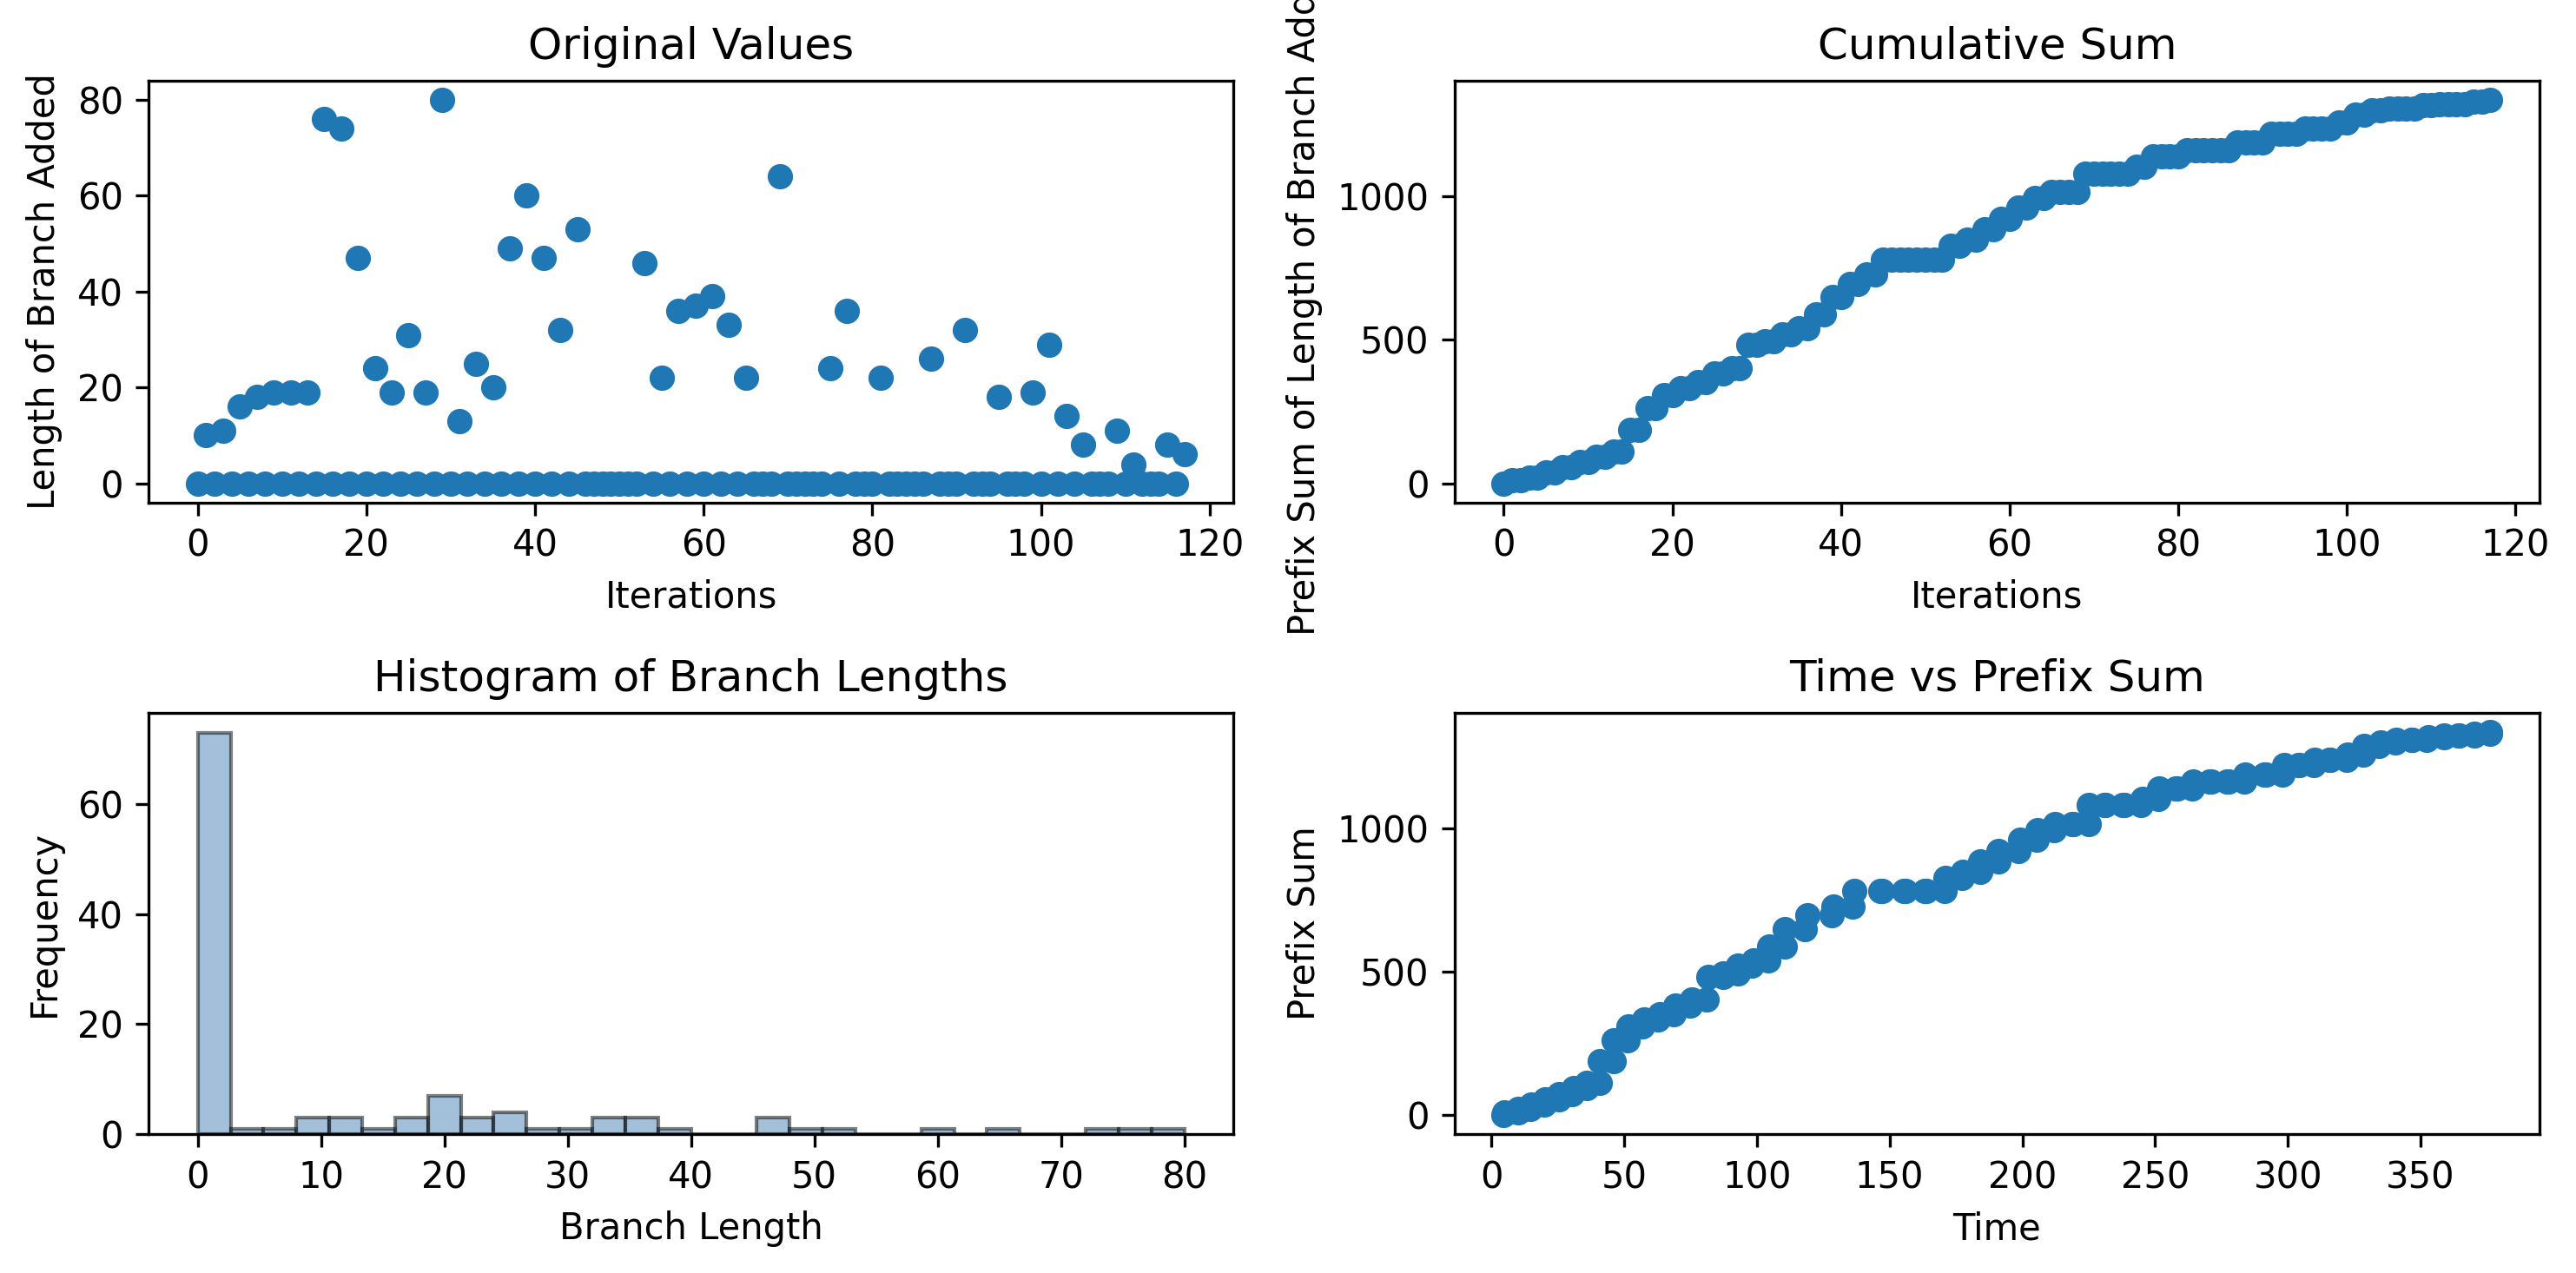 Original Values
Length of Branch Added
80
60
40
20
0
0 20 40 60 80 100 120
Iterations
Cumulative Sum
Prefix Sum of Length of Branch
1000
500
0
0 20 40 60 80 100 120
Iterations
Histogram of Branch Lengths
Frequency
60
40
20
0
0 10 20 30 40 50 60 70 80
Branch Length
Time vs Prefix Sum
Prefix Sum
1000
500
0
0 50 100 150 200 250 300 350
Time